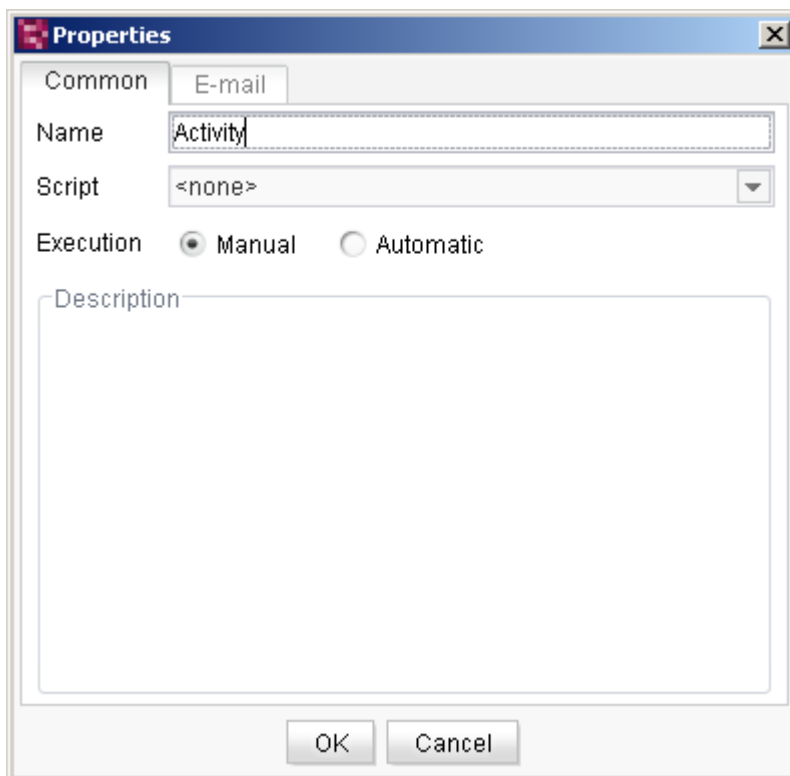 Properties
Common E-mail
Name Activity
Script <none>
Execution Manual Automatic
Description
OK Cancel